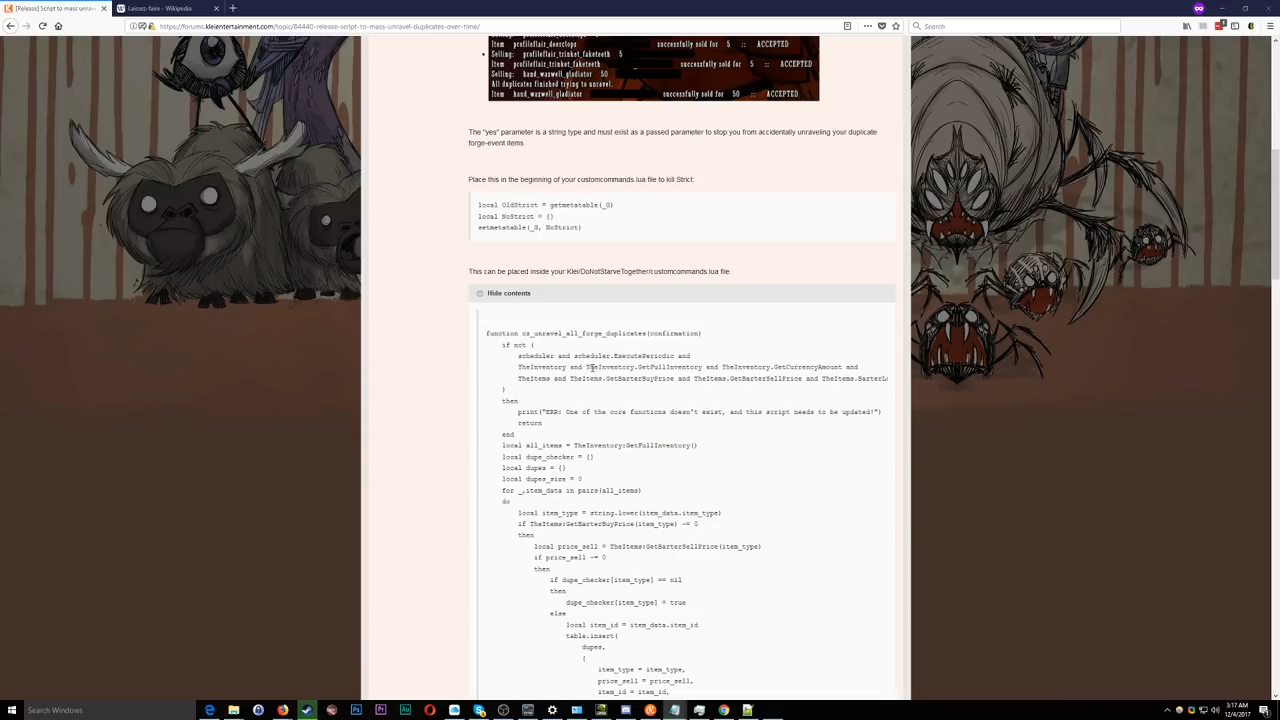 [Release] Script to mass unrav
Laissez-faire - Wikipedia
https://forums.kleientertainment.com/topic/84440-release-script-to-mass-unravel-duplicates-over-time/
Search
Item profileflair_deerclops successfully sold for 5 :: ACCEPTED
Selling: profileflair_trinket_faketeeth 5
Item profileflair_trinket_faketeeth successfully sold for 5 :: ACCEPTED
Selling: hand_waxwell_gladiator 50
All duplicates finished trying to unravel.
Item hand_waxwell_gladiator successfully sold for 50 :: ACCEPTED
The "yes" parameter is a string type and must exist as a passed parameter to stop you from accidentally unraveling your duplicate
forge-event items.
Place this in the beginning of your customcommands.lua file to kill Strict:
local OldStrict = getmetatable(_G)
local NoStrict = {}
setmetatable(_G, NoStrict)
This can be placed inside your Klei/DoNotStarveTogether/customcommands.lua file.
Hide contents
function cz_unravel_all_forge_duplicates(confirmation)
if not (
scheduler and scheduler.ExecutePeriodic and
TheInventory and TheInventory.GetFullInventory and TheInventory.GetCurrencyAmount and
TheItems and TheItems.GetBarterBuyPrice and TheItems.GetBarterSellPrice and TheItems.BarterLo
)
then
print("ERR: One of the core functions doesn't exist, and this script needs to be updated!")
return
end
local all_items = TheInventory:GetFullInventory()
local dupe_checker = {}
local dupes = {}
local dupes_size = 0
for _,item_data in pairs(all_items)
do
local item_type = string.lower(item_data.item_type)
if TheItems:GetBarterBuyPrice(item_type) ~= 0
then
local price_sell = TheItems:GetBarterSellPrice(item_type)
if price_sell ~= 0
then
if dupe_checker[item_type] == nil
then
dupe_checker[item_type] = true
else
local item_id = item_data.item_id
table.insert(
dupes,
{
item_type = item_type,
price_sell = price_sell,
item_id = item_id,
Search Windows
3:17 AM
12/4/2017